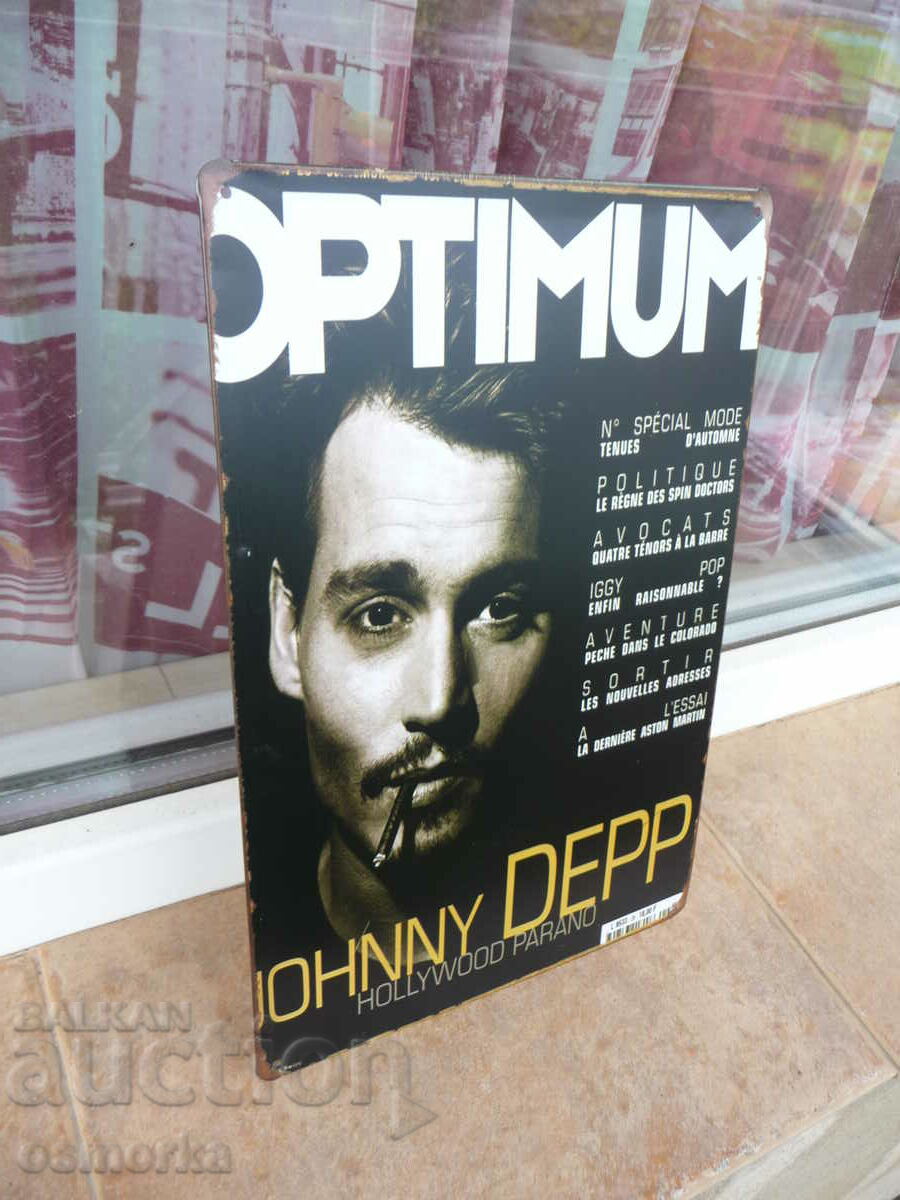 OPTIMUM
N° SPÉCIAL MODE
TENUES D'AUTOMNE
POLITIQUE
LE RÈGNE DES SPIN DOCTORS
AVOCATS
QUATRE TÉNORS À LA BARRE
IGGY POP
ENFIN RAISONNABLE ?
AVENTURE
PECHE DANS LE COLORADO
SORTIR
LES NOUVELLES ADRESSES
A L'ESSAI
LA DERNIÈRE ASTON MARTIN
JOHNNY DEPP
HOLLYWOOD PARANO
BALKAN
auction
osmorka